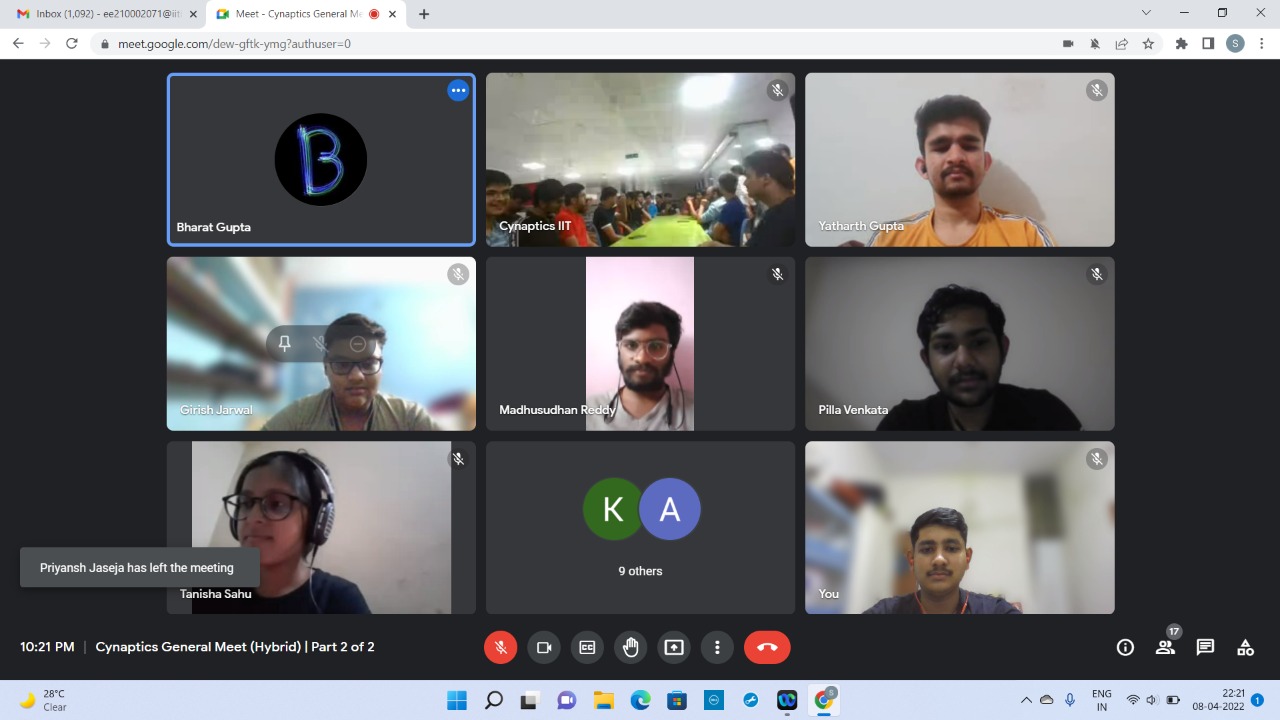 Inbox (1,092) - ee210002071@iiti
Meet - Cynaptics General Me
meet.google.com/dew-gftk-ymg?authuser=0
S
B
Bharat Gupta
Cynaptics IIT
Yatharth Gupta
Girish Jarwal
Madhusudhan Reddy
Pilla Venkata
K A
9 others
Priyansh Jaseja has left the meeting
Tanisha Sahu
You
10:21 PM | Cynaptics General Meet (Hybrid) | Part 2 of 2
CC
17
28°C
Clear
S
ENG
IN
22:21
08-04-2022
1